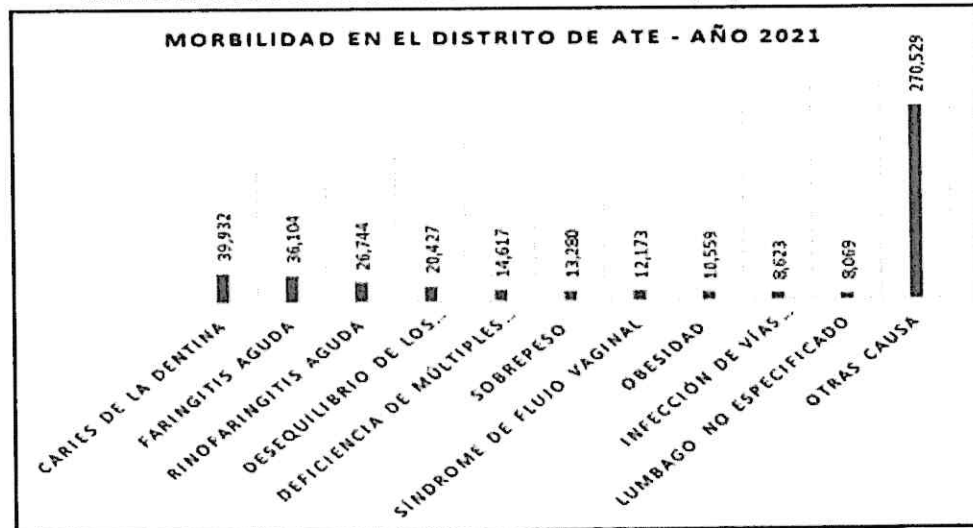 MORBILIDAD EN EL DISTRITO DE ATE - AÑO 2021
39,932
36,104
26,744
20,427
14,617
13,280
12,173
10,559
8,623
8,069
270,529
CARIES DE LA DENTINA
FARINGITIS AGUDA
RINOFARINGITIS AGUDA
DESEQUILIBRIO DE LOS...
DEFICIENCIA DE MÚLTIPLES...
SOBREPESO
SÍNDROME DE FLUJO VAGINAL
OBESIDAD
INFECCIÓN DE VÍAS...
LUMBAGO NO ESPECIFICADO
OTRAS CAUSA